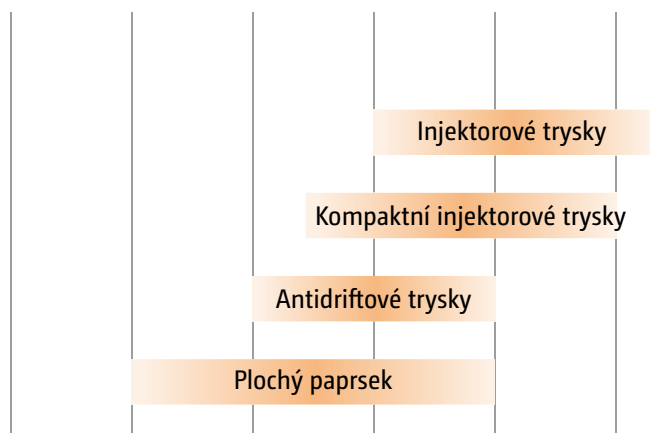 Injektorové trysky
Kompaktní injektorové trysky
Antidriftové trysky
Plochý paprsek